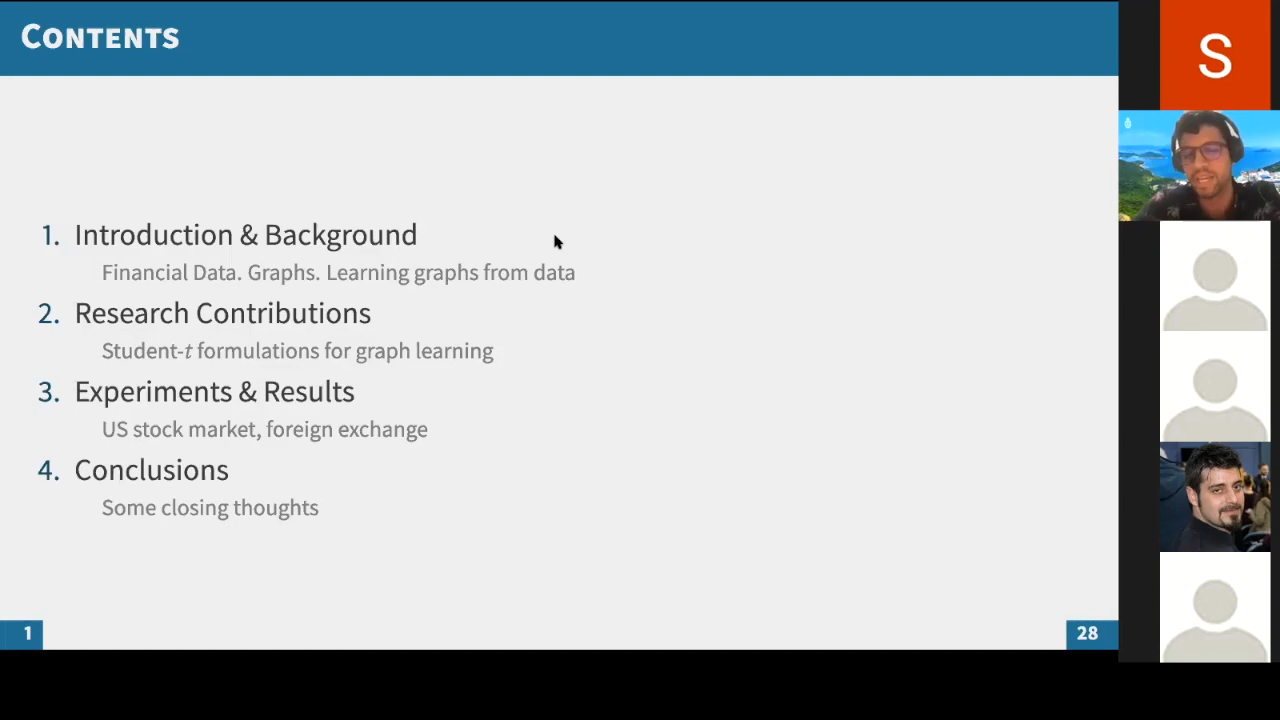 CONTENTS
1. Introduction & Background
Financial Data. Graphs. Learning graphs from data
2. Research Contributions
Student-t formulations for graph learning
3. Experiments & Results
US stock market, foreign exchange
4. Conclusions
Some closing thoughts
1
28
S